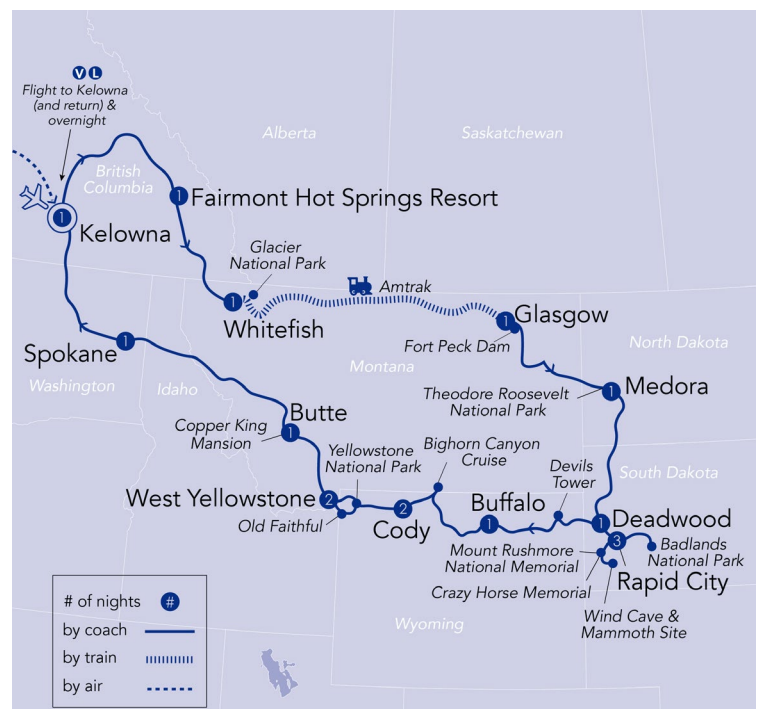 V L
Flight to Kelowna
(and return) &
overnight
Alberta
Saskatchewan
British
Columbia
1
Fairmont Hot Springs Resort
1
Kelowna
Glacier
National Park
Amtrak
1
Whitefish
1
Glasgow
Fort Peck Dam
North Dakota
Spokane
1
Montana
Washington
Idaho
Theodore Roosevelt
National Park
1
Medora
Butte
Copper King
Mansion
1
Yellowstone
National Park
Bighorn Canyon
Cruise
Devils
Tower
South Dakota
West Yellowstone
2
Old Faithful
2
Cody
Buffalo
1
1
Deadwood
3
Badlands
National Park
Mount Rushmore
National Memorial
Rapid City
Crazy Horse Memorial
Wind Cave &
Mammoth Site
Wyoming
# of nights #
by coach
by train
by air